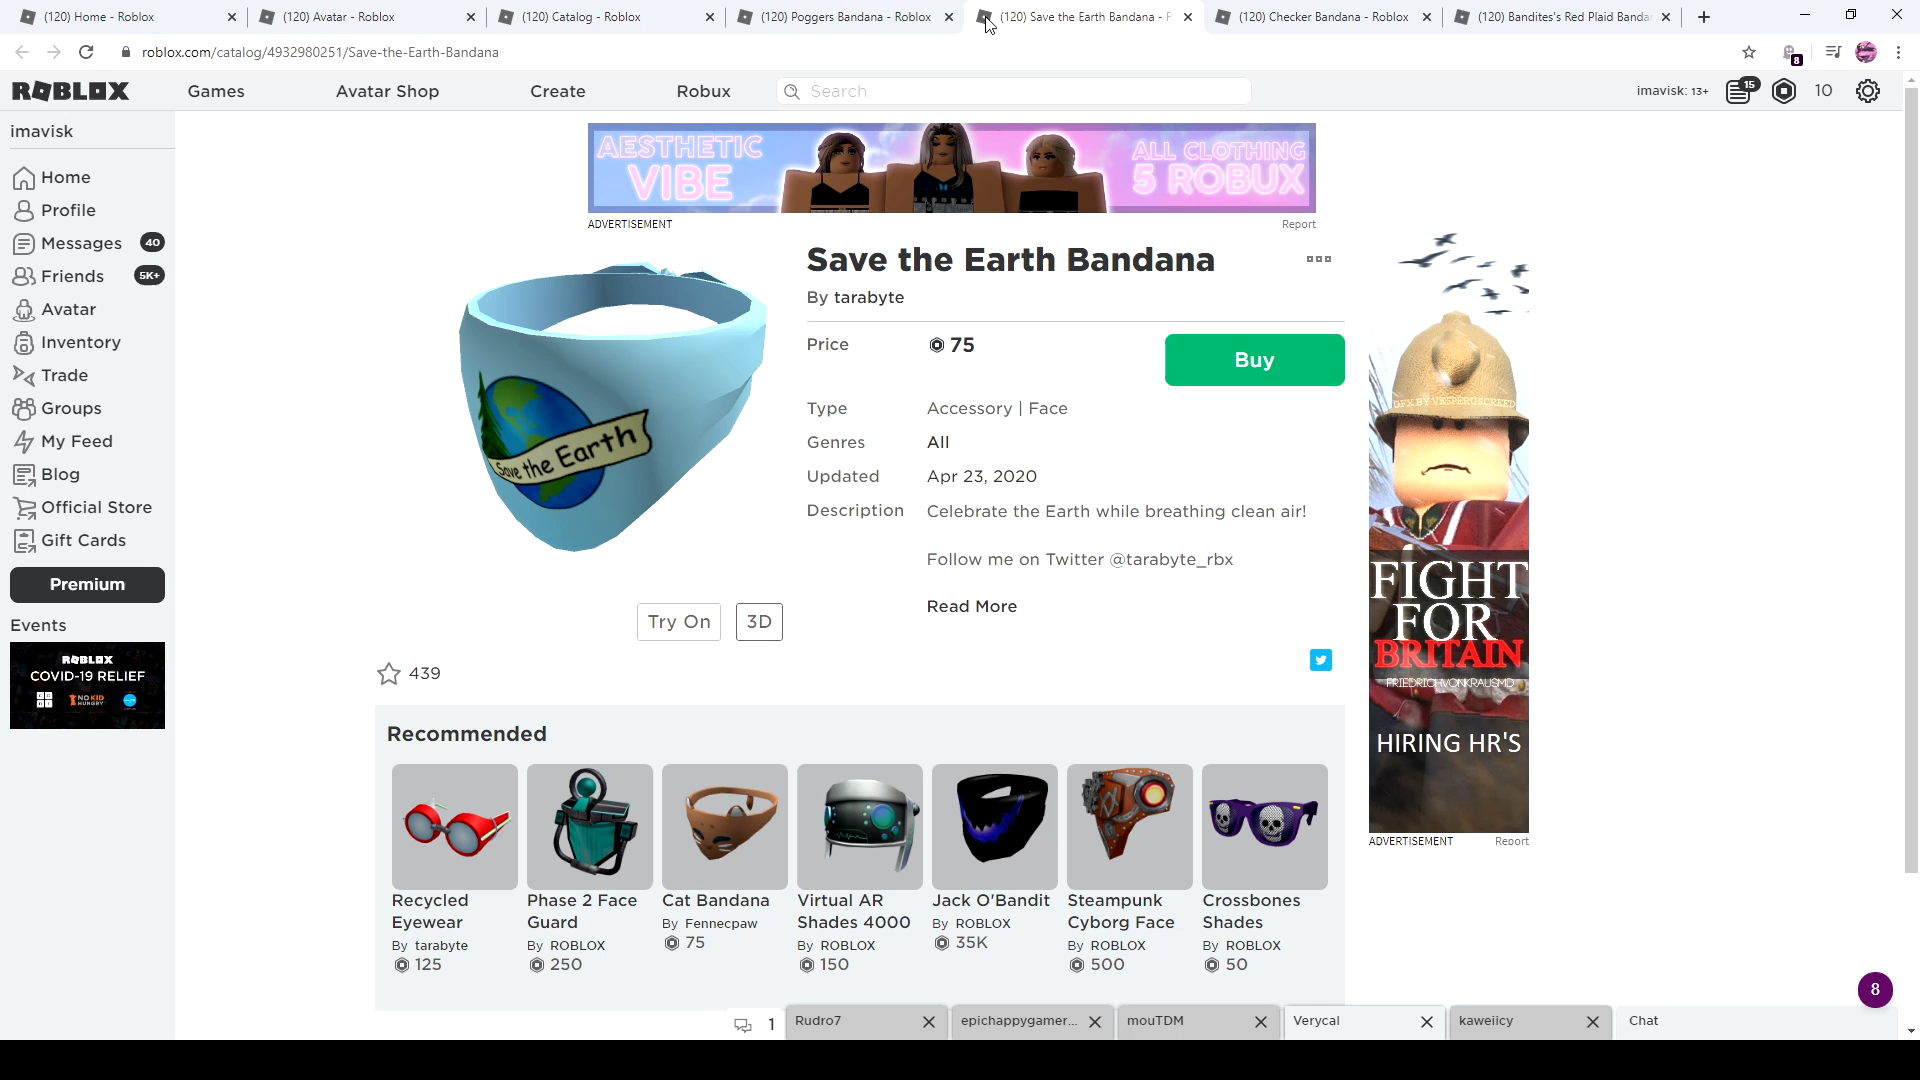 (120) Home - Roblox
(120) Avatar - Roblox
(120) Catalog - Roblox
(120) Poggers Bandana - Roblox
(120) Save the Earth Bandana - R
(120) Checker Bandana - Roblox
(120) Bandites's Red Plaid Banda
roblox.com/catalog/4932980251/Save-the-Earth-Bandana
8
ROBLOX
Games
Avatar Shop
Create
Robux
Search
imavisk: 13+
15
10
imavisk
Home
Profile
Messages 40
Friends 5K+
Avatar
Inventory
Trade
Groups
My Feed
Blog
Official Store
Gift Cards
Premium
Events
ROBLOX
COVID-19 RELIEF
NO KID
HUNGRY
AESTHETIC
VIBE
ALL CLOTHING
5 ROBUX
ADVERTISEMENT
Report
Save the Earth
Save the Earth Bandana
By tarabyte
Price 75
Buy
Type Accessory | Face
Genres All
Updated Apr 23, 2020
Description Celebrate the Earth while breathing clean air!
Follow me on Twitter @tarabyte_rbx
Read More
Try On
3D
439
GFX BY VKSPERUSCREED
FIGHT
FOR
BRITAIN
FRIEDRICHVONKRAUSMD
HIRING HR'S
ADVERTISEMENT
Report
Recommended
Recycled
Eyewear
By tarabyte
125
Phase 2 Face
Guard
By ROBLOX
250
Cat Bandana
By Fennecpaw
75
Virtual AR
Shades 4000
By ROBLOX
150
Jack O'Bandit
By ROBLOX
35K
Steampunk
Cyborg Face
By ROBLOX
500
Crossbones
Shades
By ROBLOX
50
8
1
Rudro7
epichappygamer...
mouTDM
Verycal
kaweiicy
Chat